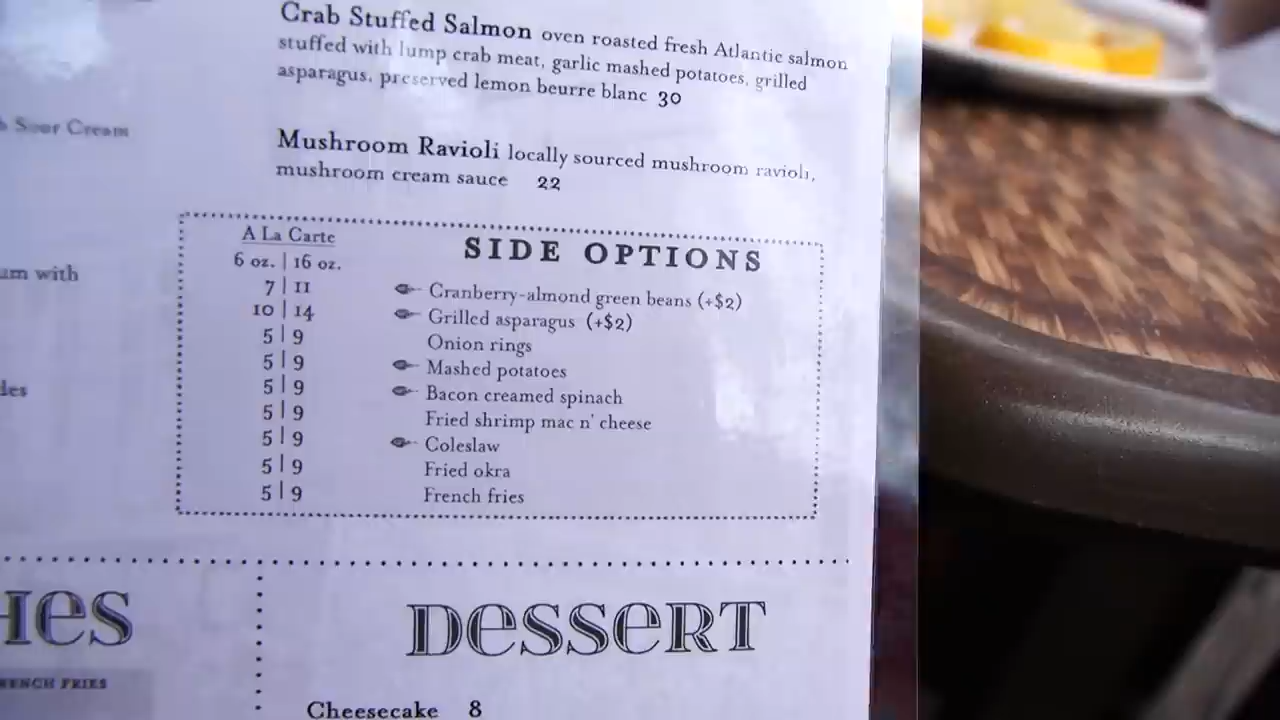 Crab Stuffed Salmon oven roasted fresh Atlantic salmon
stuffed with lump crab meat, garlic mashed potatoes, grilled
asparagus, preserved lemon beurre blanc 30
Sour Cream
Mushroom Ravioli locally sourced mushroom ravioli,
mushroom cream sauce 22
with
A La Carte
SIDE OPTIONS
6 oz. | 16 oz.
7 | 11 Cranberry-almond green beans (+$2)
10 | 14 Grilled asparagus (+$2)
5 | 9 Onion rings
5 | 9 Mashed potatoes
5 | 9 Bacon creamed spinach
5 | 9 Fried shrimp mac n' cheese
5 | 9 Coleslaw
5 | 9 Fried okra
5 | 9 French fries
DESSERT
FRENCH FRIES
Cheesecake 8